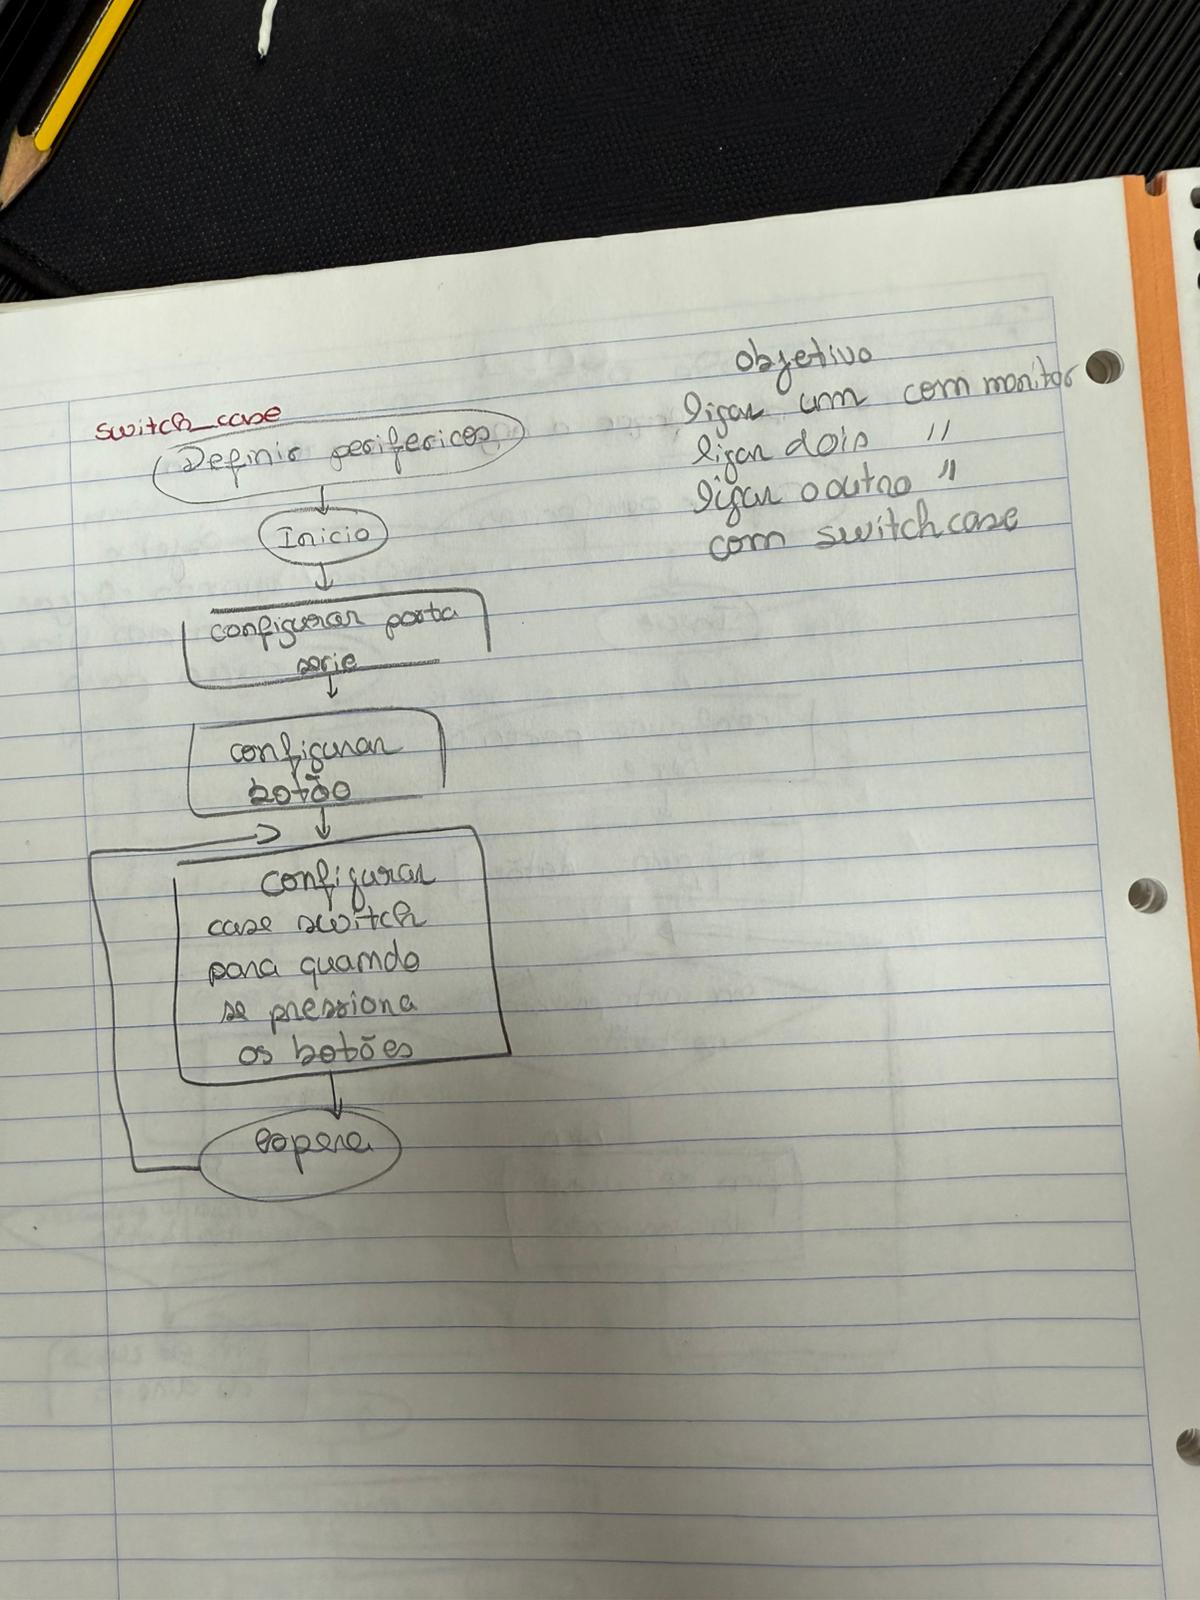 switch_case
Definir perifericos
Inicio
configurar porta
serie
configurar
botão
configurar
case switch
para quando
se pressiona
os botões
espera
objetivo
ligar um com monitor
ligar dois "
ligar o outro "
com switch case